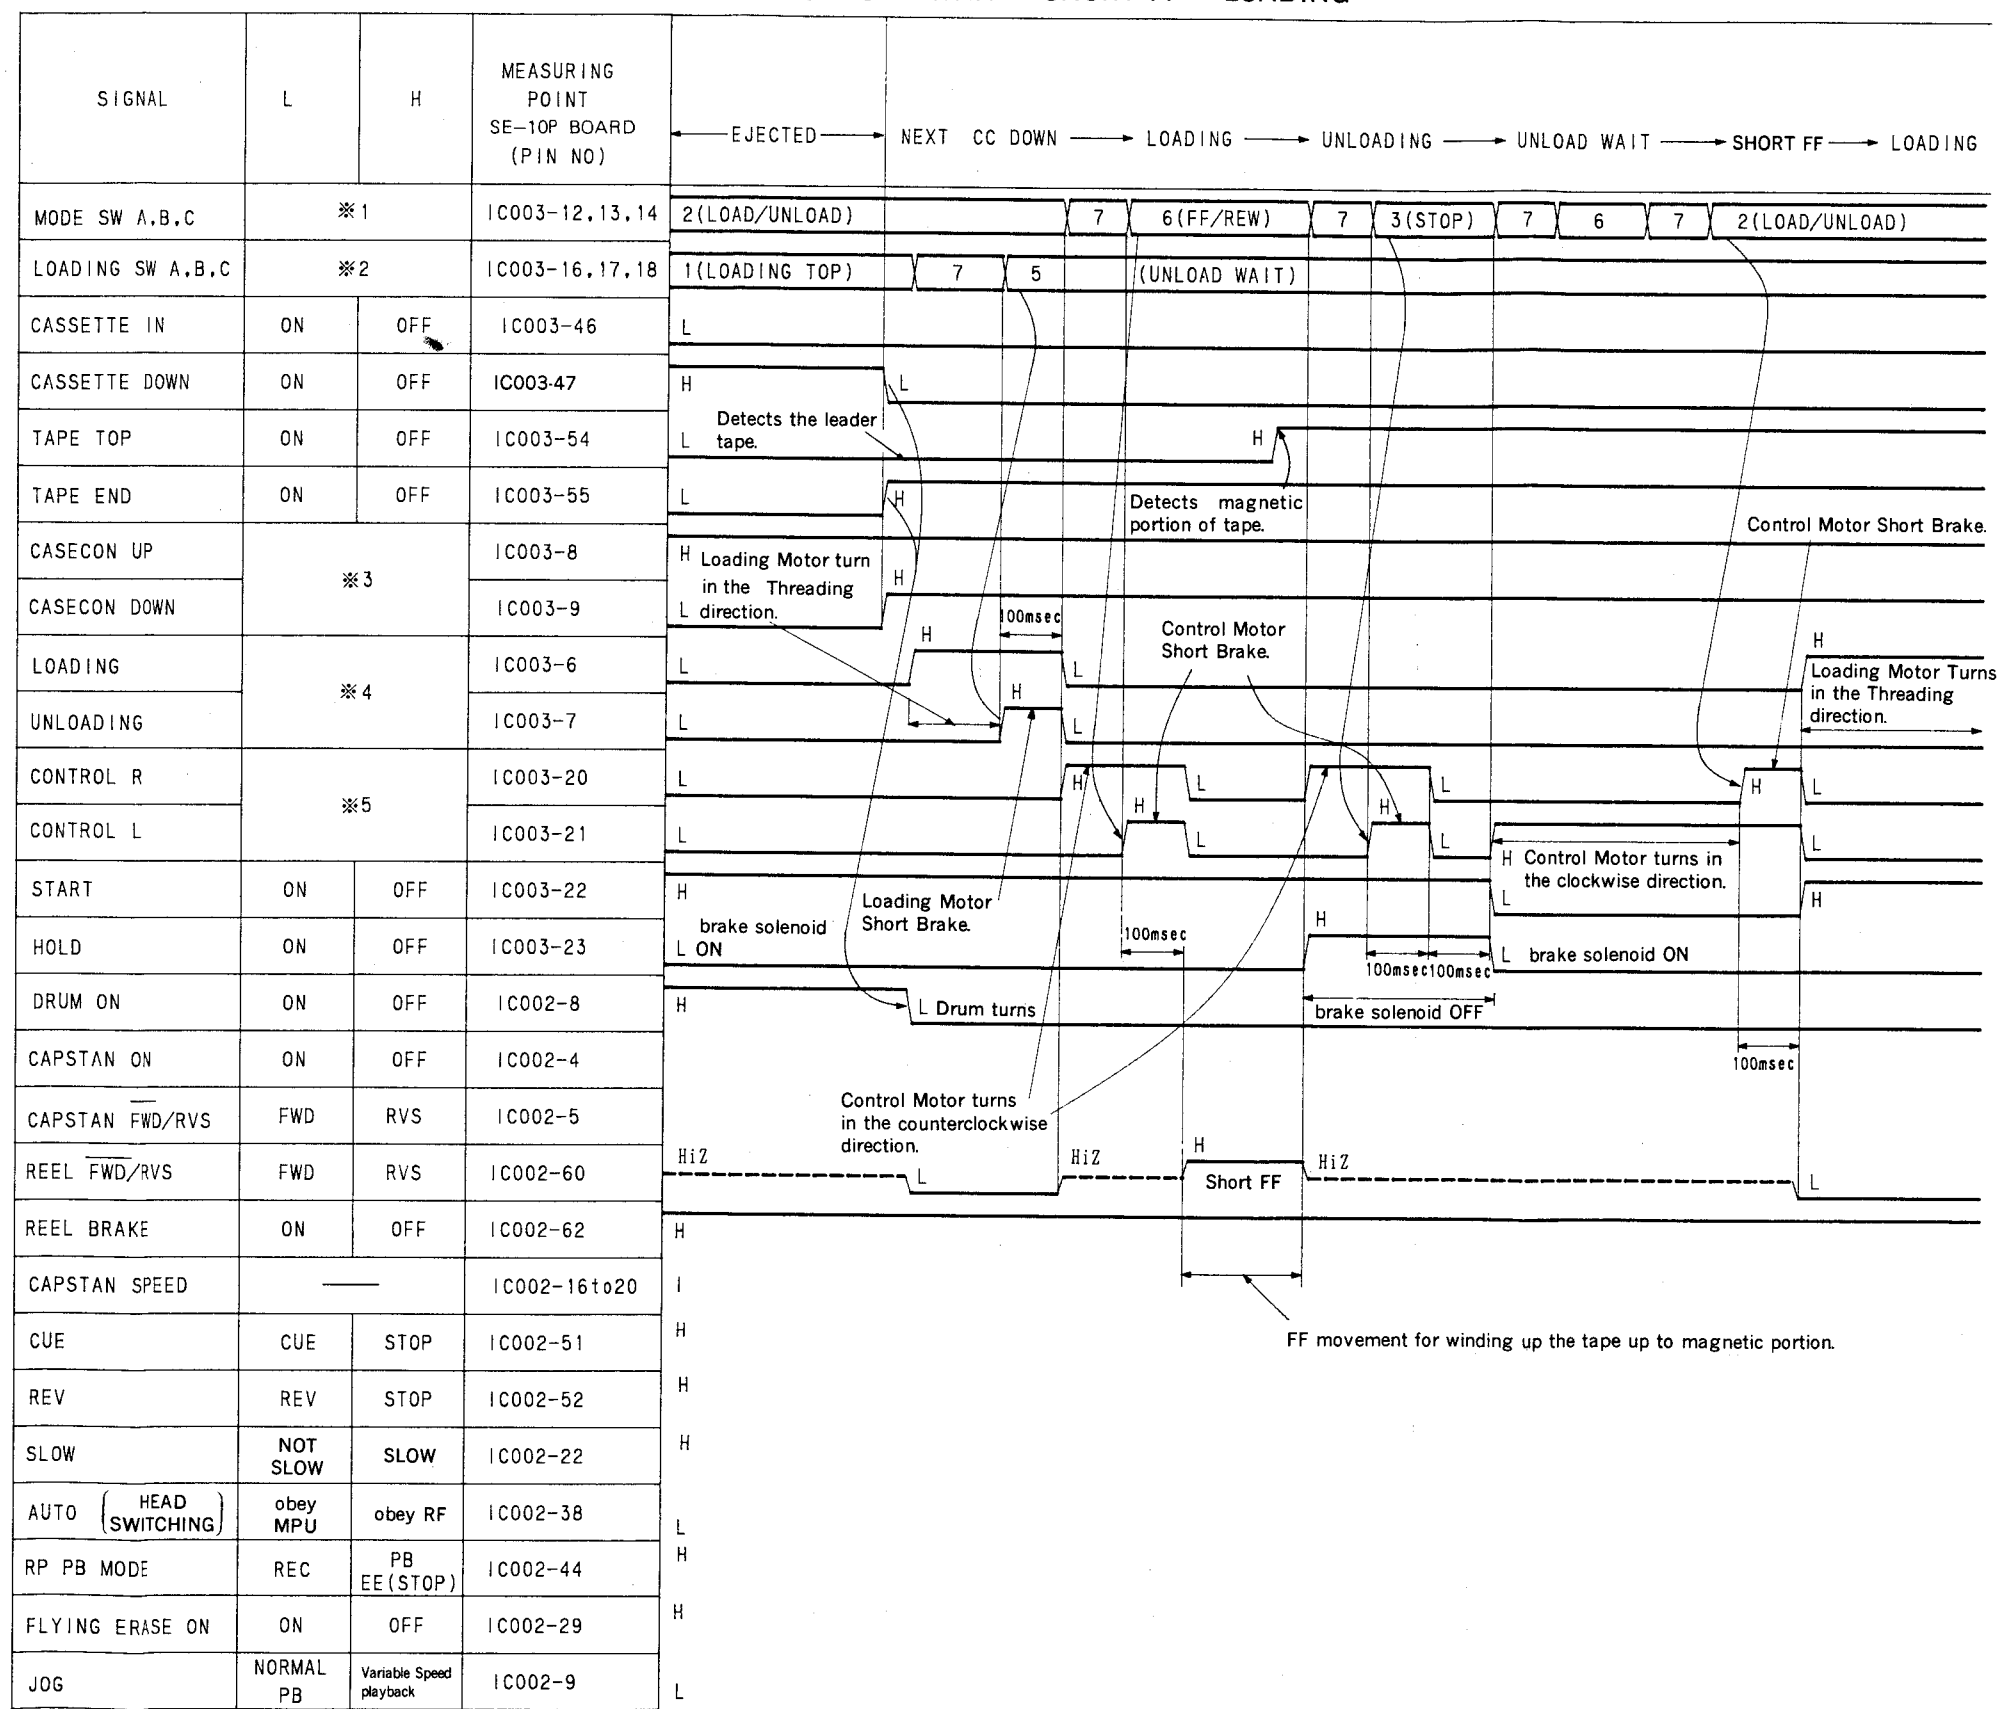 SIGNAL L H MEASURING POINT SE-10P BOARD (PIN NO)
EJECTED NEXT CC DOWN → LOADING → UNLOADING → UNLOAD WAIT → SHORT FF → LOADING
MODE SW A,B,C ※1 IC003-12,13,14 2(LOAD/UNLOAD) 7 6(FF/REW) 7 3(STOP) 7 6 7 2(LOAD/UNLOAD)
LOADING SW A,B,C ※2 IC003-16,17,18 1(LOADING TOP) 7 5 (UNLOAD WAIT)
CASSETTE IN ON OFF IC003-46 L
CASSETTE DOWN ON OFF IC003-47 H L
Detects the leader tape.
TAPE TOP ON OFF IC003-54 L H
TAPE END ON OFF IC003-55 L H
Detects magnetic portion of tape.
Control Motor Short Brake.
CASECON UP ※3 IC003-8 H
Loading Motor turn in the Threading direction.
CASECON DOWN IC003-9 L H
100msec
Control Motor Short Brake.
LOADING ※4 IC003-6 L H L H
Loading Motor Turns in the Threading direction.
UNLOADING IC003-7 L H L
CONTROL R ※5 IC003-20 L H L L H L
CONTROL L IC003-21 L H L H L H L
Control Motor turns in the clockwise direction.
START ON OFF IC003-22 H L H
Loading Motor Short Brake.
brake solenoid ON
HOLD ON OFF IC003-23 L H L brake solenoid ON
100msec 100msec 100msec
DRUM ON ON OFF IC002-8 H L Drum turns
brake solenoid OFF
CAPSTAN ON ON OFF IC002-4
100msec
Control Motor turns in the counterclockwise direction.
CAPSTAN FWD/RVS FWD RVS IC002-5
REEL FWD/RVS FWD RVS IC002-60 HiZ L HiZ H Short FF HiZ L
REEL BRAKE ON OFF IC002-62 H
CAPSTAN SPEED — IC002-16to20 I
CUE CUE STOP IC002-51 H
FF movement for winding up the tape up to magnetic portion.
REV REV STOP IC002-52 H
SLOW NOT SLOW SLOW IC002-22 H
AUTO (HEAD SWITCHING) obey MPU obey RF IC002-38 L
RP PB MODE REC PB EE(STOP) IC002-44 H
FLYING ERASE ON ON OFF IC002-29 H
JOG NORMAL PB Variable Speed playback IC002-9 L